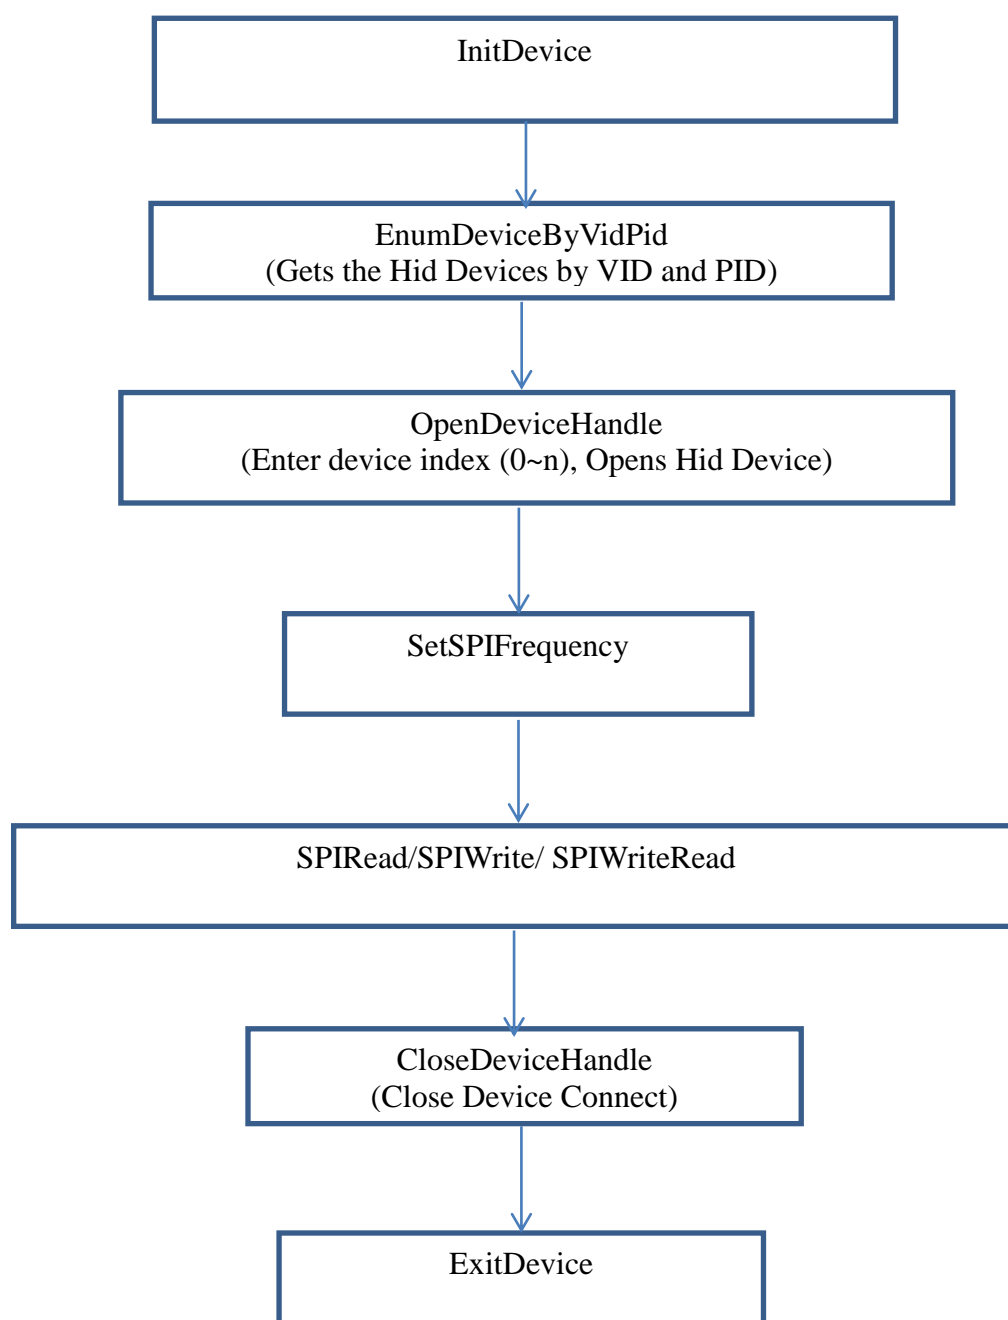 InitDevice
EnumDeviceByVidPid
(Gets the Hid Devices by VID and PID)
OpenDeviceHandle
(Enter device index (0~n), Opens Hid Device)
SetSPIFrequency
SPIRead/SPIWrite/ SPIWriteRead
CloseDeviceHandle
(Close Device Connect)
ExitDevice